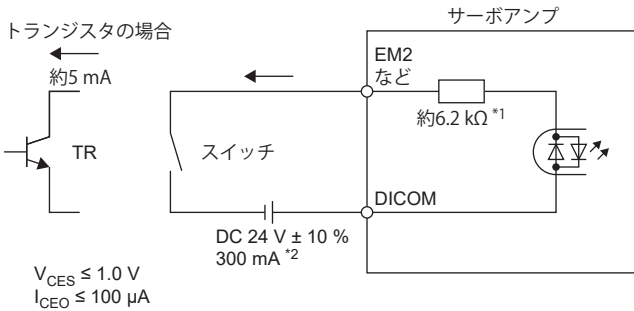 サーボアンプ
トランジスタの場合
約5 mA
EM2
など
約6.2 kΩ *1
TR
スイッチ
DICOM
DC 24 V ± 10 %
300 mA *2
VCES ≤ 1.0 V
ICEO ≤ 100 μA